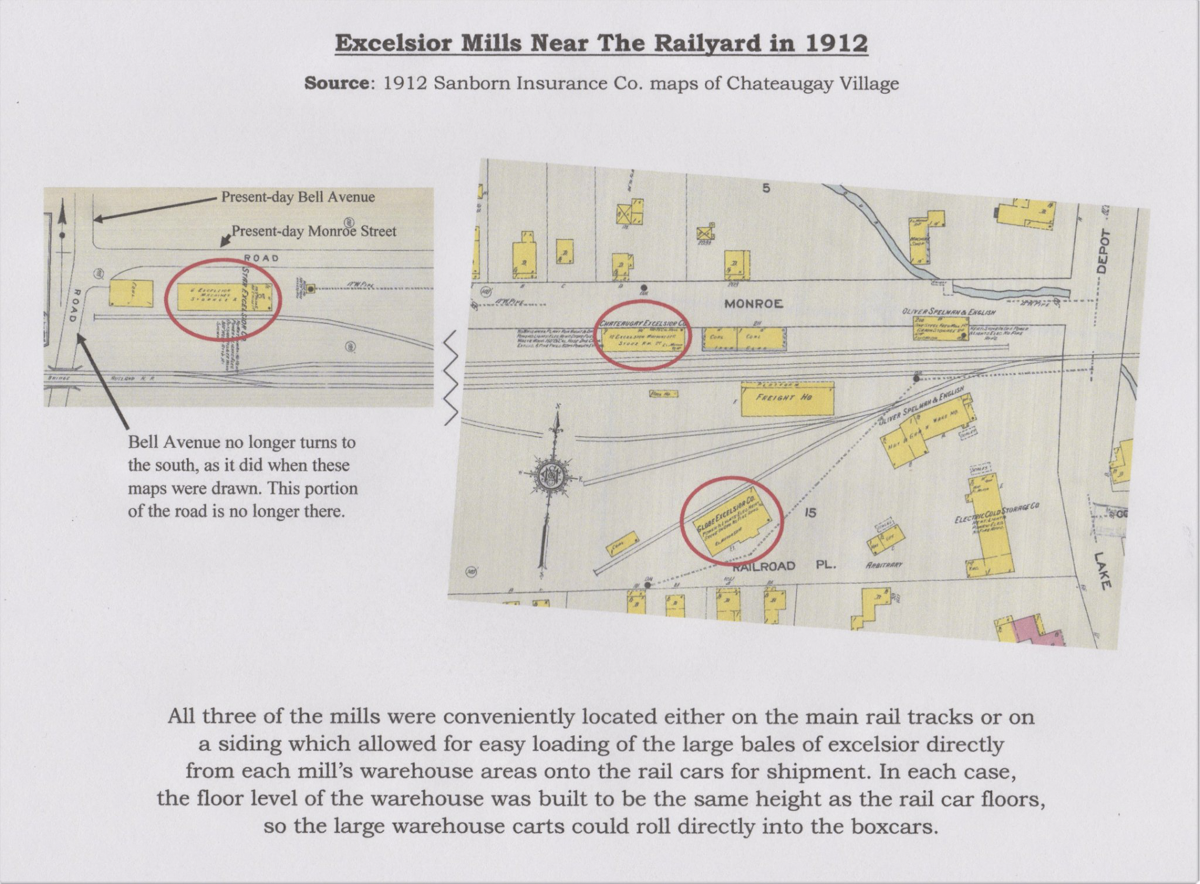 Excelsior Mills Near The Railyard in 1912
Source: 1912 Sanborn Insurance Co. maps of Chateaugay Village
Present-day Bell Avenue
Present-day Monroe Street
ROAD
ROAD
STAR EXCELSIOR CO.
Bell Avenue no longer turns to
the south, as it did when these
maps were drawn. This portion
of the road is no longer there.
5
DEPOT
MONROE
OLIVER SPELMAN & ENGLISH
CHATEAUGAY EXCELSIOR CO.
FREIGHT HO
OLIVER SPELMAN & ENGLISH
GLOBE EXCELSIOR CO.
15
ELECTRIC COLD STORAGE CO
RAILROAD PL.
ARBITRARY
LAKE
All three of the mills were conveniently located either on the main rail tracks or on
a siding which allowed for easy loading of the large bales of excelsior directly
from each mill's warehouse areas onto the rail cars for shipment. In each case,
the floor level of the warehouse was built to be the same height as the rail car floors,
so the large warehouse carts could roll directly into the boxcars.